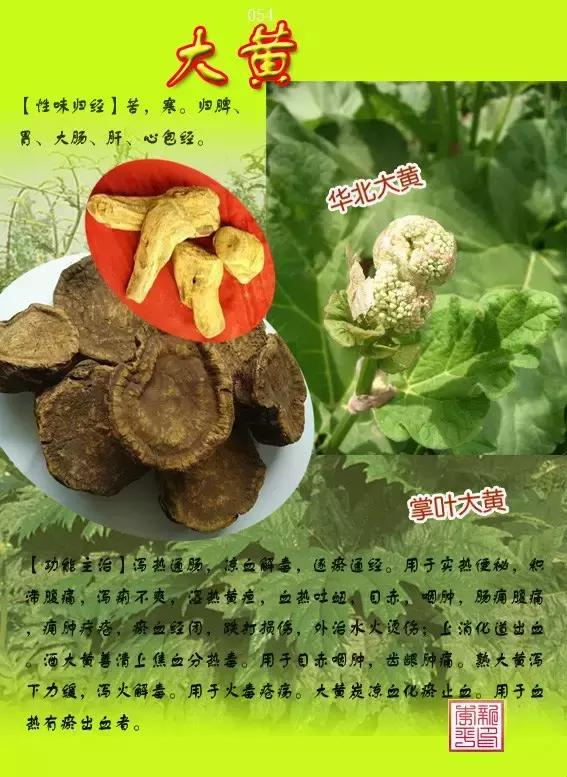 054
大黄
【性味归经】苦，寒。归脾、
胃、大肠、肝、心包经。
华北大黄
掌叶大黄
【功能主治】泻热通肠，凉血解毒，逐瘀通经。用于实热便秘，积
滞腹痛，泻痢不爽，湿热黄疸，血热吐衄，目赤，咽肿，肠痈腹痛
，痈肿疔疮，瘀血经闭，跌打损伤，外治水火烫伤；上消化道出血
。酒大黄善清上焦血分热毒。用于目赤咽肿，齿龈肿痛。熟大黄泻
下力缓，泻火解毒。用于火毒疮疡。大黄炭凉血化瘀止血。用于血
热有瘀出血者。